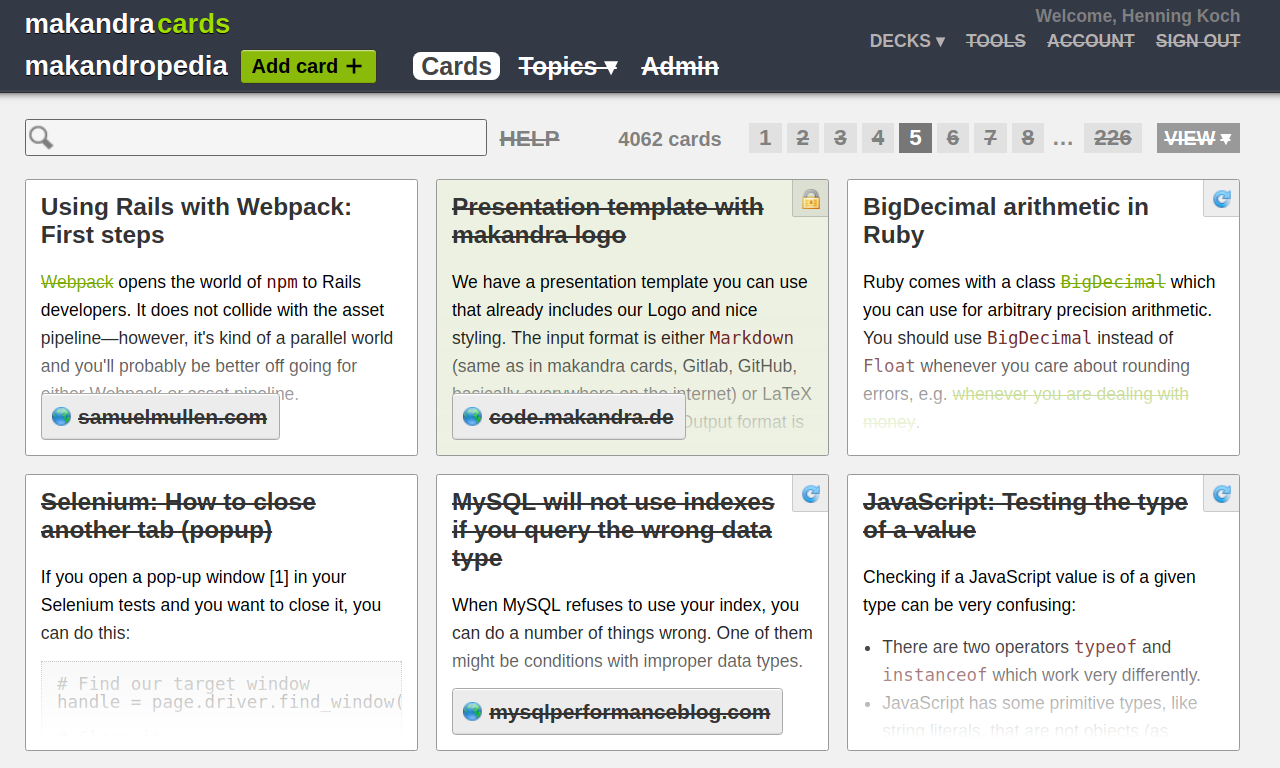 makandra cards
Welcome, Henning Koch
DECKS ▾ TOOLS ACCOUNT SIGN OUT
makandropedia Add card + Cards Topics ▾ Admin
HELP 4062 cards 1 2 3 4 5 6 7 8 … 226 VIEW ▾
Using Rails with Webpack:
First steps
Webpack opens the world of npm to Rails
developers. It does not collide with the asset
pipeline—however, it's kind of a parallel world
and you'll probably be better off going for
either Webpack or asset pipeline.
samuelmullen.com
Presentation template with
makandra logo
We have a presentation template you can use
that already includes our Logo and nice
styling. The input format is either Markdown
(same as in makandra cards, Gitlab, GitHub,
basically everywhere on the internet) or LaTeX
Output format is
code.makandra.de
BigDecimal arithmetic in
Ruby
Ruby comes with a class BigDecimal which
you can use for arbitrary precision arithmetic.
You should use BigDecimal instead of
Float whenever you care about rounding
errors, e.g. whenever you are dealing with
money.
Selenium: How to close
another tab (popup)
If you open a pop-up window [1] in your
Selenium tests and you want to close it, you
can do this:
# Find our target window
handle = page.driver.find_window(
MySQL will not use indexes
if you query the wrong data
type
When MySQL refuses to use your index, you
can do a number of things wrong. One of them
might be conditions with improper data types.
mysqlperformanceblog.com
JavaScript: Testing the type
of a value
Checking if a JavaScript value is of a given
type can be very confusing:
• There are two operators typeof and
instanceof which work very differently.
• JavaScript has some primitive types, like
string literals, that are not objects (as